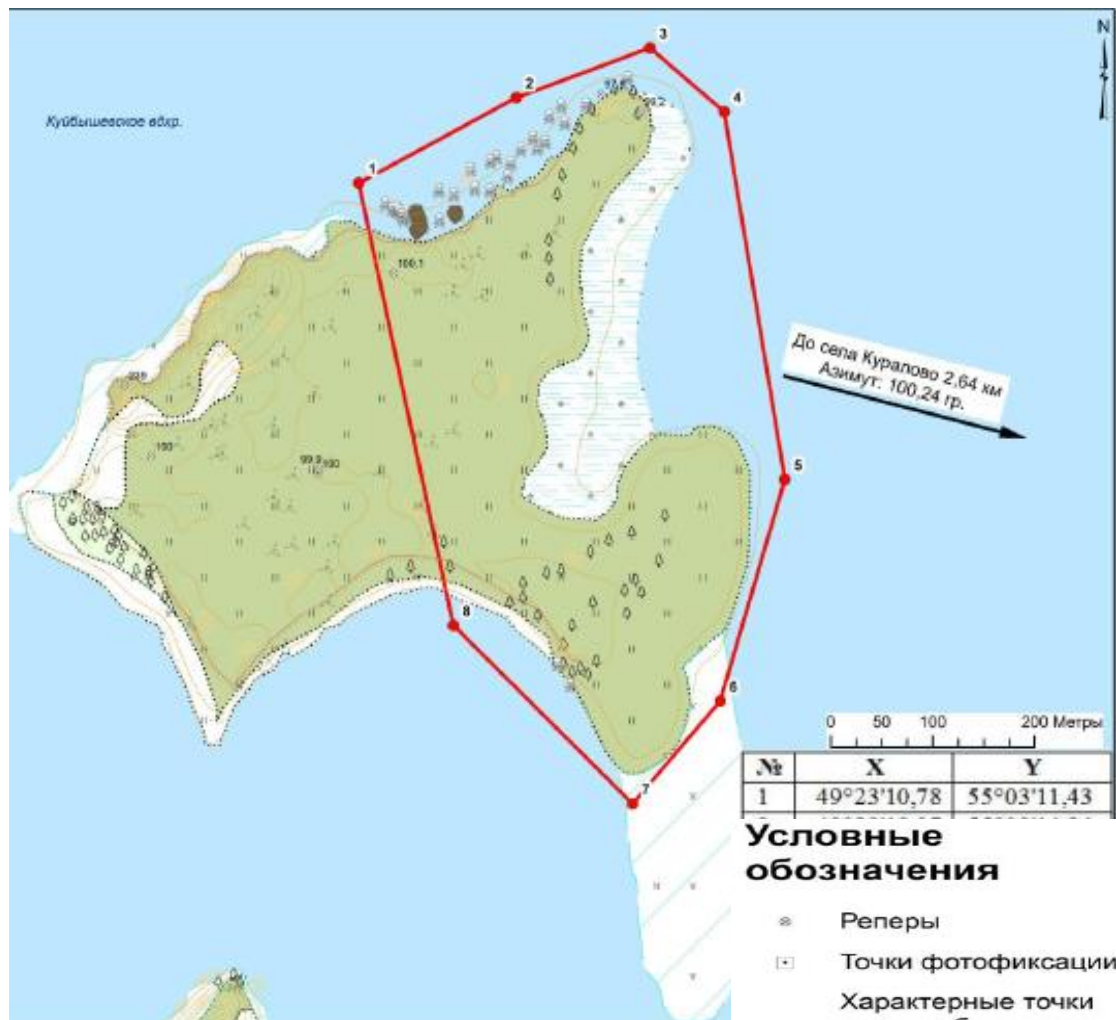 N
3
2
4
Куйбышевское вдхр.
1
100,1
До села Куралово 2,64 км
Азимут: 100,24 гр.
100
99,9 100
5
8
6
0 50 100 200 Метры
7
№ X Y
1 49°23'10,78 55°03'11,43
Условные
обозначения
Реперы
Точки фотофиксации
Характерные точки